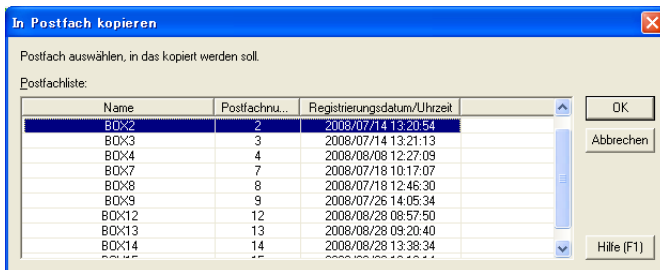 In Postfach kopieren
Postfach auswählen, in das kopiert werden soll.
Postfachliste:
Name Postfachnu... Registrierungsdatum/Uhrzeit
BOX2 2 2008/07/14 13:20:54
BOX3 3 2008/07/14 13:21:13
BOX4 4 2008/08/08 12:27:09
BOX7 7 2008/07/18 10:17:07
BOX8 8 2008/07/18 12:46:30
BOX9 9 2008/07/26 14:05:34
BOX12 12 2008/08/28 08:57:50
BOX13 13 2008/08/28 09:20:40
BOX14 14 2008/08/28 13:38:34
OK
Abbrechen
Hilfe (F1)